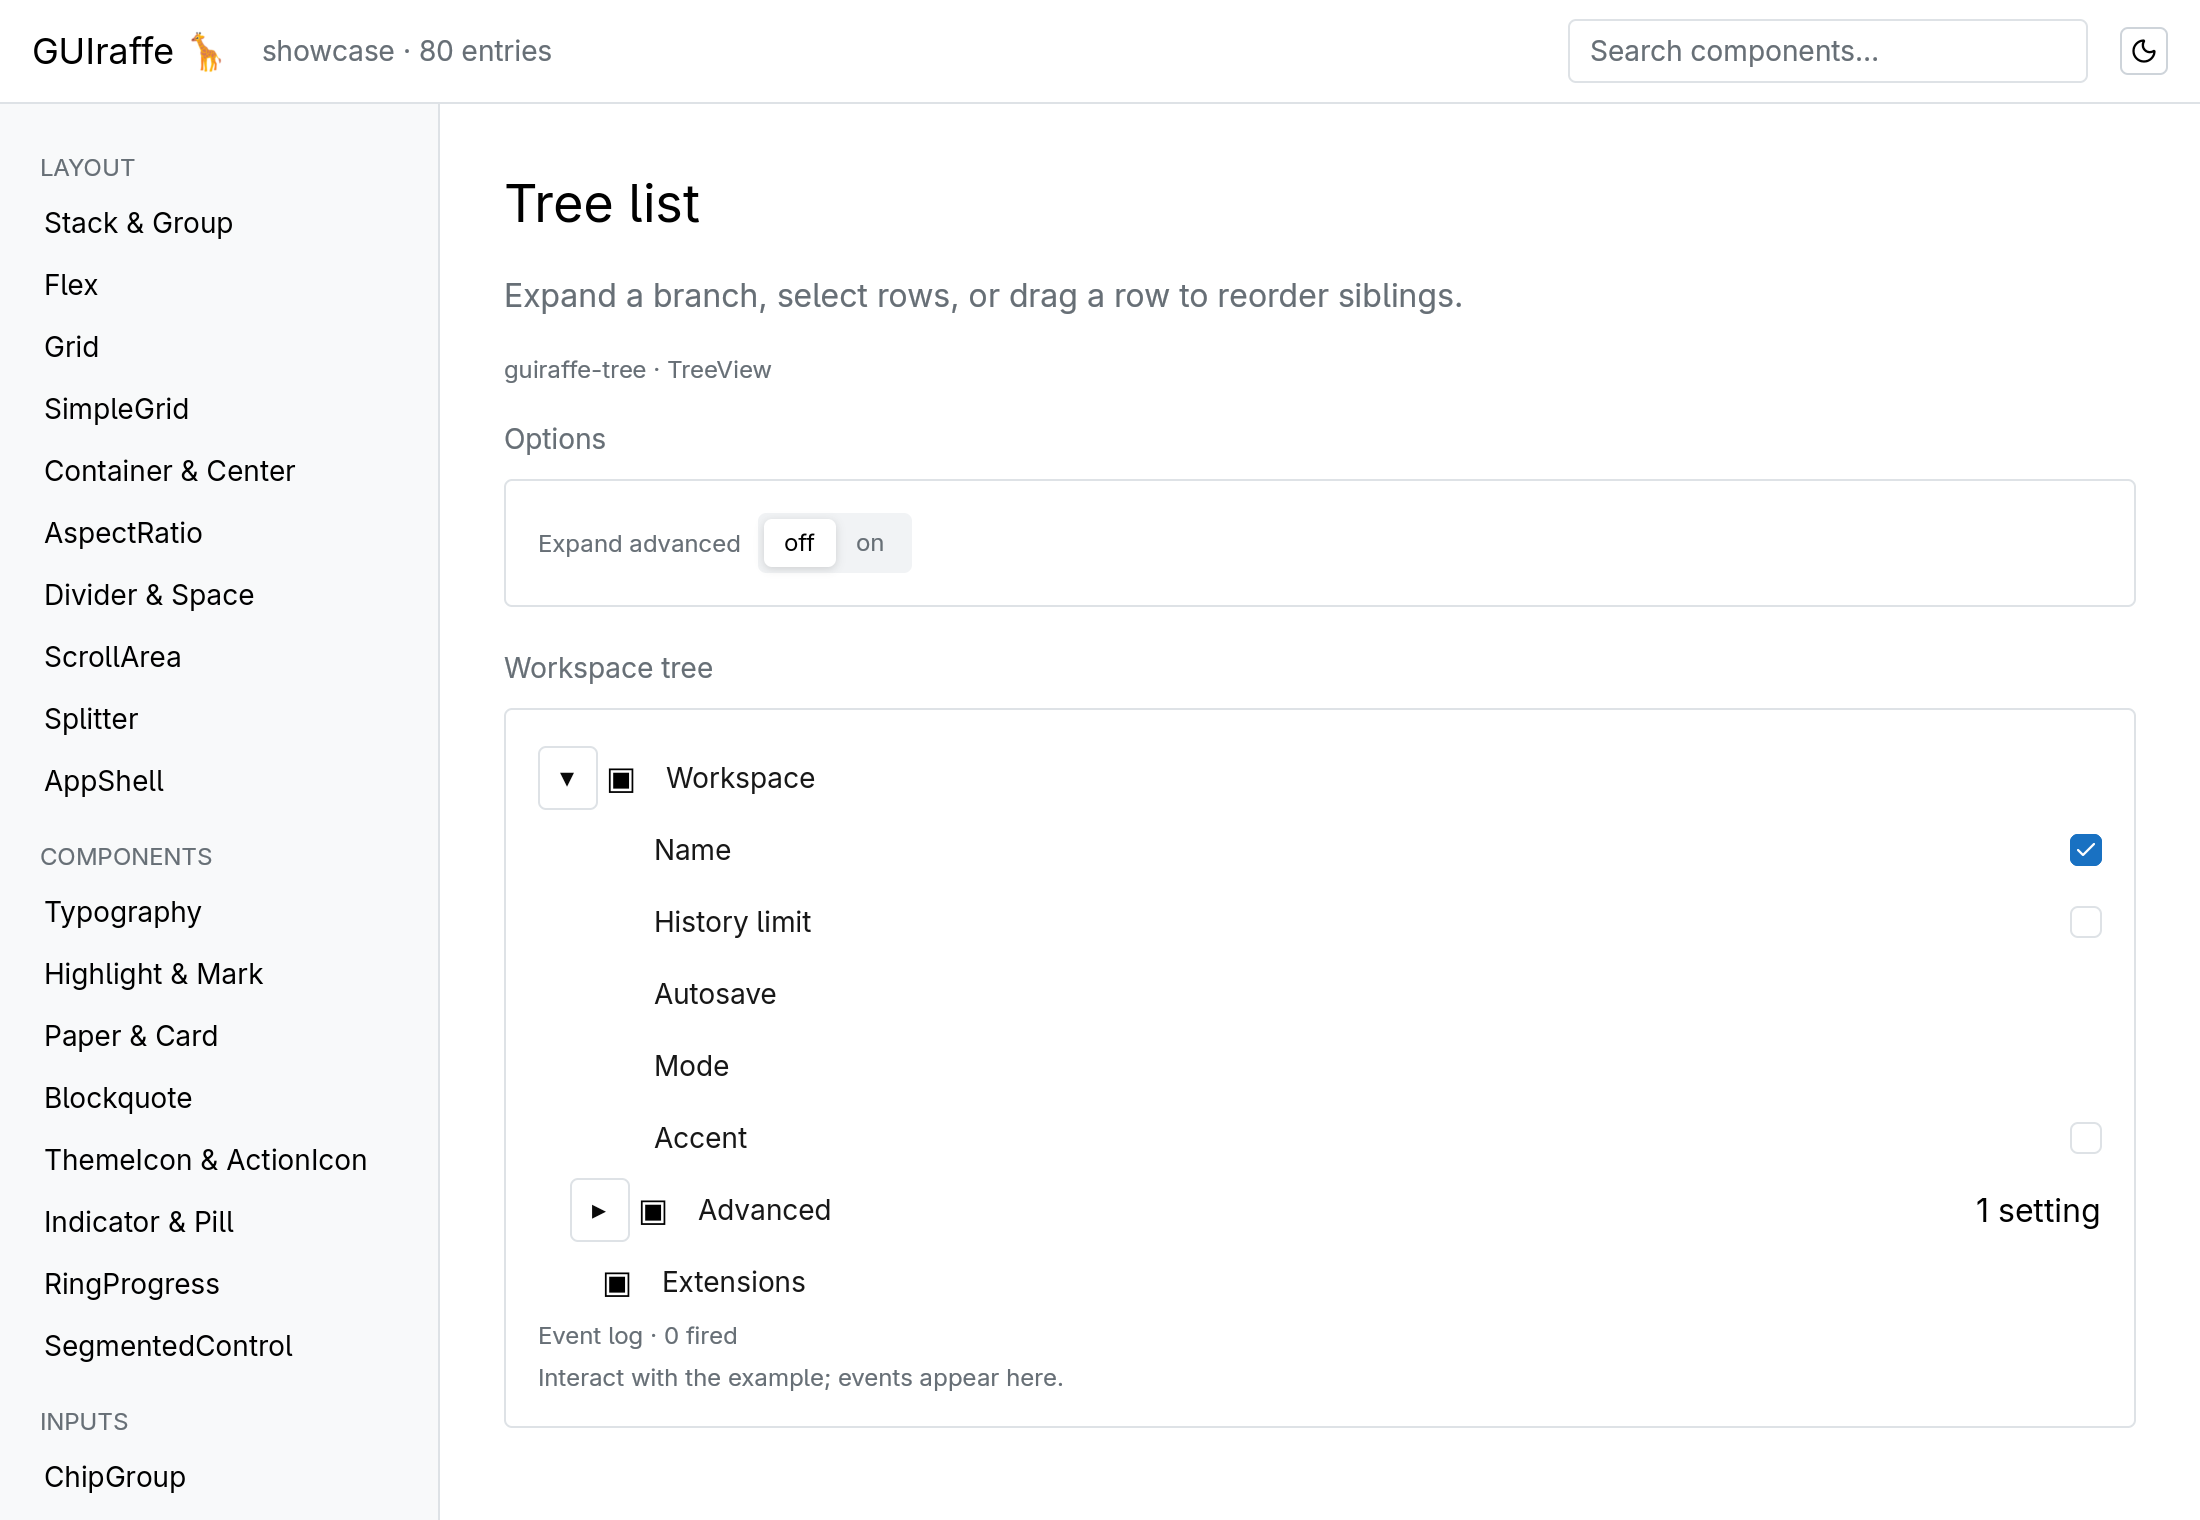 GUIraffe 🦒 showcase · 80 entries Search components...
LAYOUT
Stack & Group
Flex
Grid
SimpleGrid
Container & Center
AspectRatio
Divider & Space
ScrollArea
Splitter
AppShell
COMPONENTS
Typography
Highlight & Mark
Paper & Card
Blockquote
ThemeIcon & ActionIcon
Indicator & Pill
RingProgress
SegmentedControl
INPUTS
ChipGroup
Tree list
Expand a branch, select rows, or drag a row to reorder siblings.
guiraffe-tree · TreeView
Options
Expand advanced off on
Workspace tree
▼ ▣ Workspace
Name
History limit
Autosave
Mode
Accent
▶ ▣ Advanced 1 setting
▣ Extensions
Event log · 0 fired
Interact with the example; events appear here.